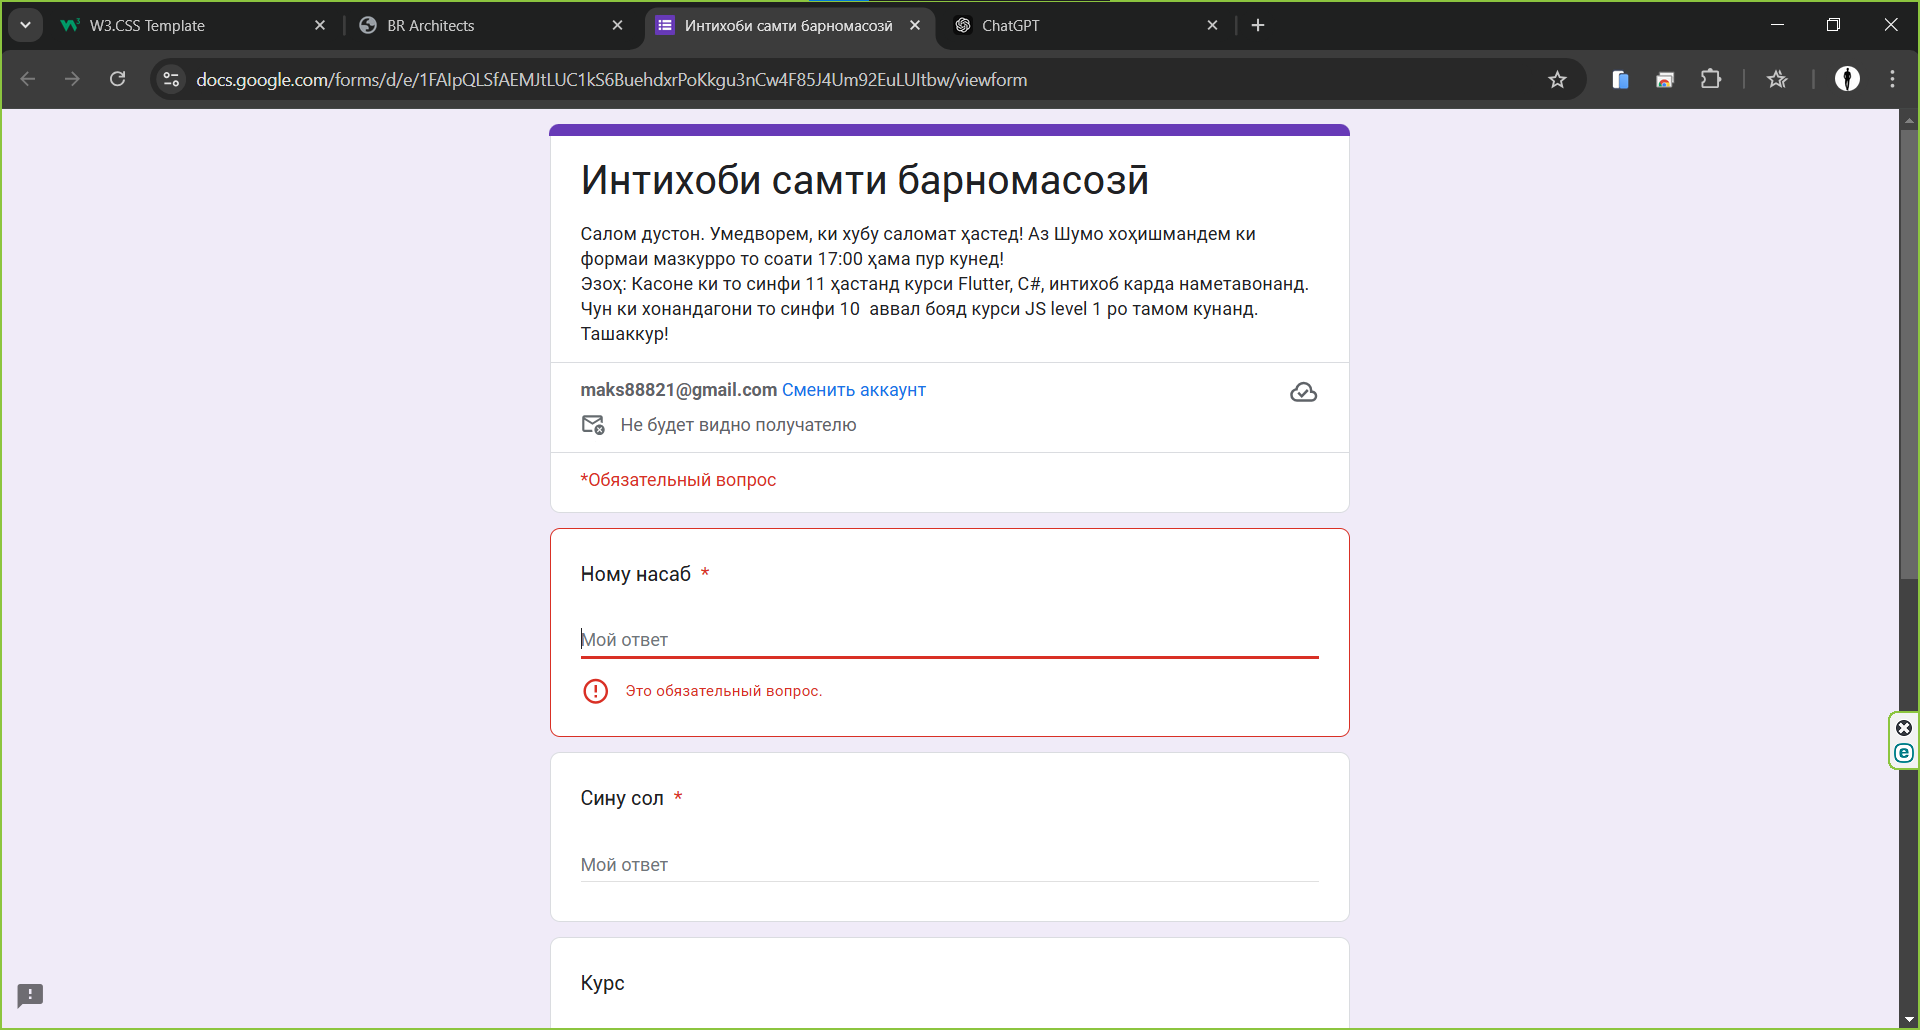 W3.CSS Template
BR Architects
Интихоби самти барномасозӣ
ChatGPT
docs.google.com/forms/d/e/1FAIpQLSfAEMJtLUC1kS6BuehdxrPoKkgu3nCw4F85J4Um92EuLUItbw/viewform
Интихоби самти барномасозӣ
Салом дустон. Умедворем, ки хубу саломат ҳастед! Аз Шумо хоҳишмандем ки
формаи мазкурро то соати 17:00 ҳама пур кунед!
Эзоҳ: Касоне ки то синфи 11 ҳастанд курси Flutter, C#, интихоб карда наметавонанд.
Чун ки хонандагони то синфи 10  аввал бояд курси JS level 1 ро тамом кунанд.
Ташаккур!
maks88821@gmail.com Сменить аккаунт
Не будет видно получателю
*Обязательный вопрос
Ному насаб *
Мой ответ
Это обязательный вопрос.
Сину сол *
Мой ответ
Курс